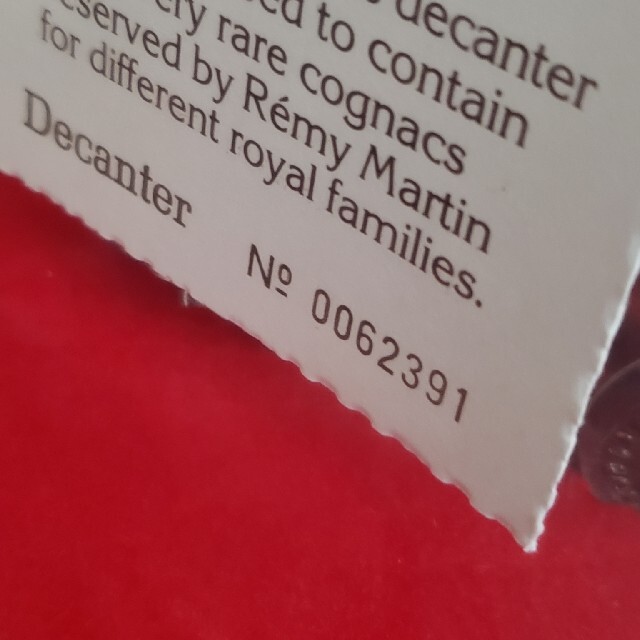 decanter
to contain
rare cognacs
by Rémy Martin
for different royal families.
Decanter Nº 0062391